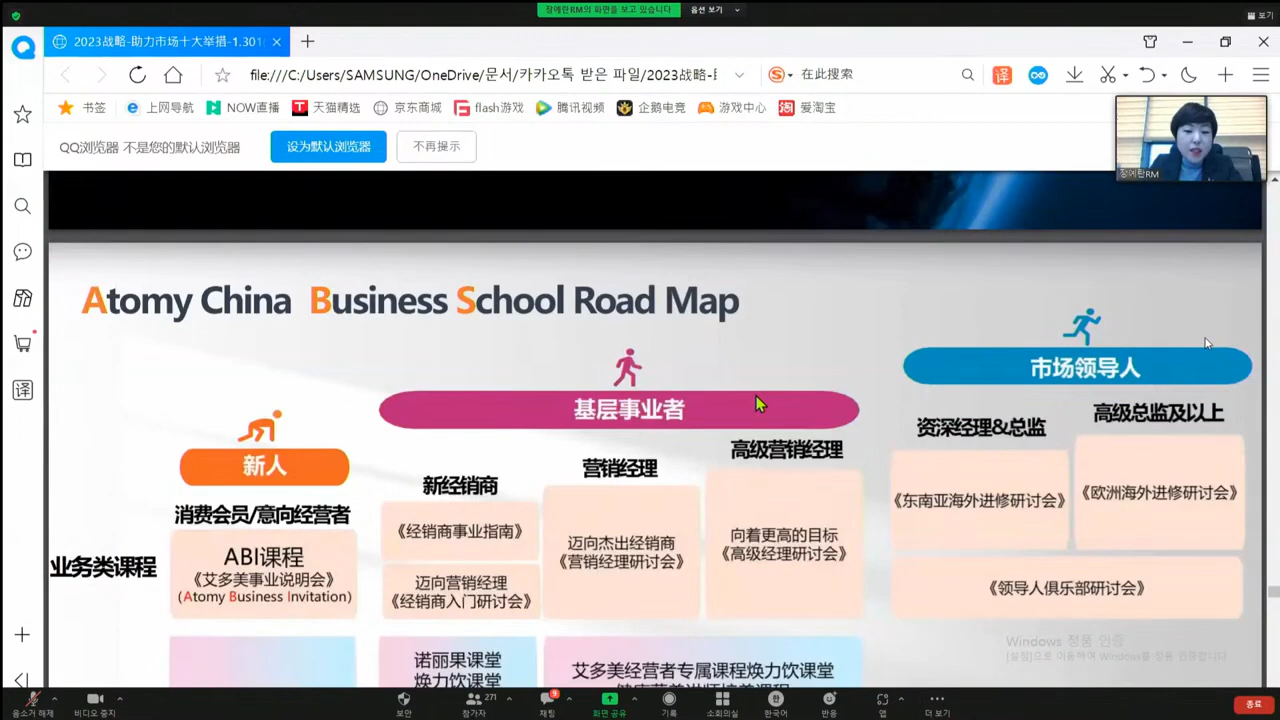 장예란RM의 화면을 보고 있습니다
옵션 보기
보기
2023战略-助力市场十大举措-1.301
file:///C:/Users/SAMSUNG/OneDrive/문서/카카오톡 받은 파일/2023战略-
在此搜索
书签
上网导航
NOW直播
天猫精选
京东商城
flash游戏
腾讯视频
企鹅电竞
游戏中心
爱淘宝
QQ浏览器 不是您的默认浏览器
设为默认浏览器
不再提示
장예란RM
Atomy China Business School Road Map
市场领导人
基层事业者
新人
资深经理&总监
高级总监及以上
高级营销经理
营销经理
新经销商
消费会员/意向经营者
业务类课程
ABI课程
《艾多美事业说明会》
(Atomy Business Invitation)
《经销商事业指南》
迈向营销经理
《经销商入门研讨会》
迈向杰出经销商
《营销经理研讨会》
向着更高的目标
《高级经理研讨会》
《东南亚海外进修研讨会》
《欧洲海外进修研讨会》
《领导人俱乐部研讨会》
诺丽果课堂
焕力饮课堂
艾多美经营者专属课程焕力饮课堂
Windows 정품 인증
[설정]으로 이동하여 Windows를 정품 인증합니다.
음소거 해제
비디오 중지
보안
271
참가자
9
채팅
화면 공유
기록
소회의실
한국어
반응
앱
더 보기
종료